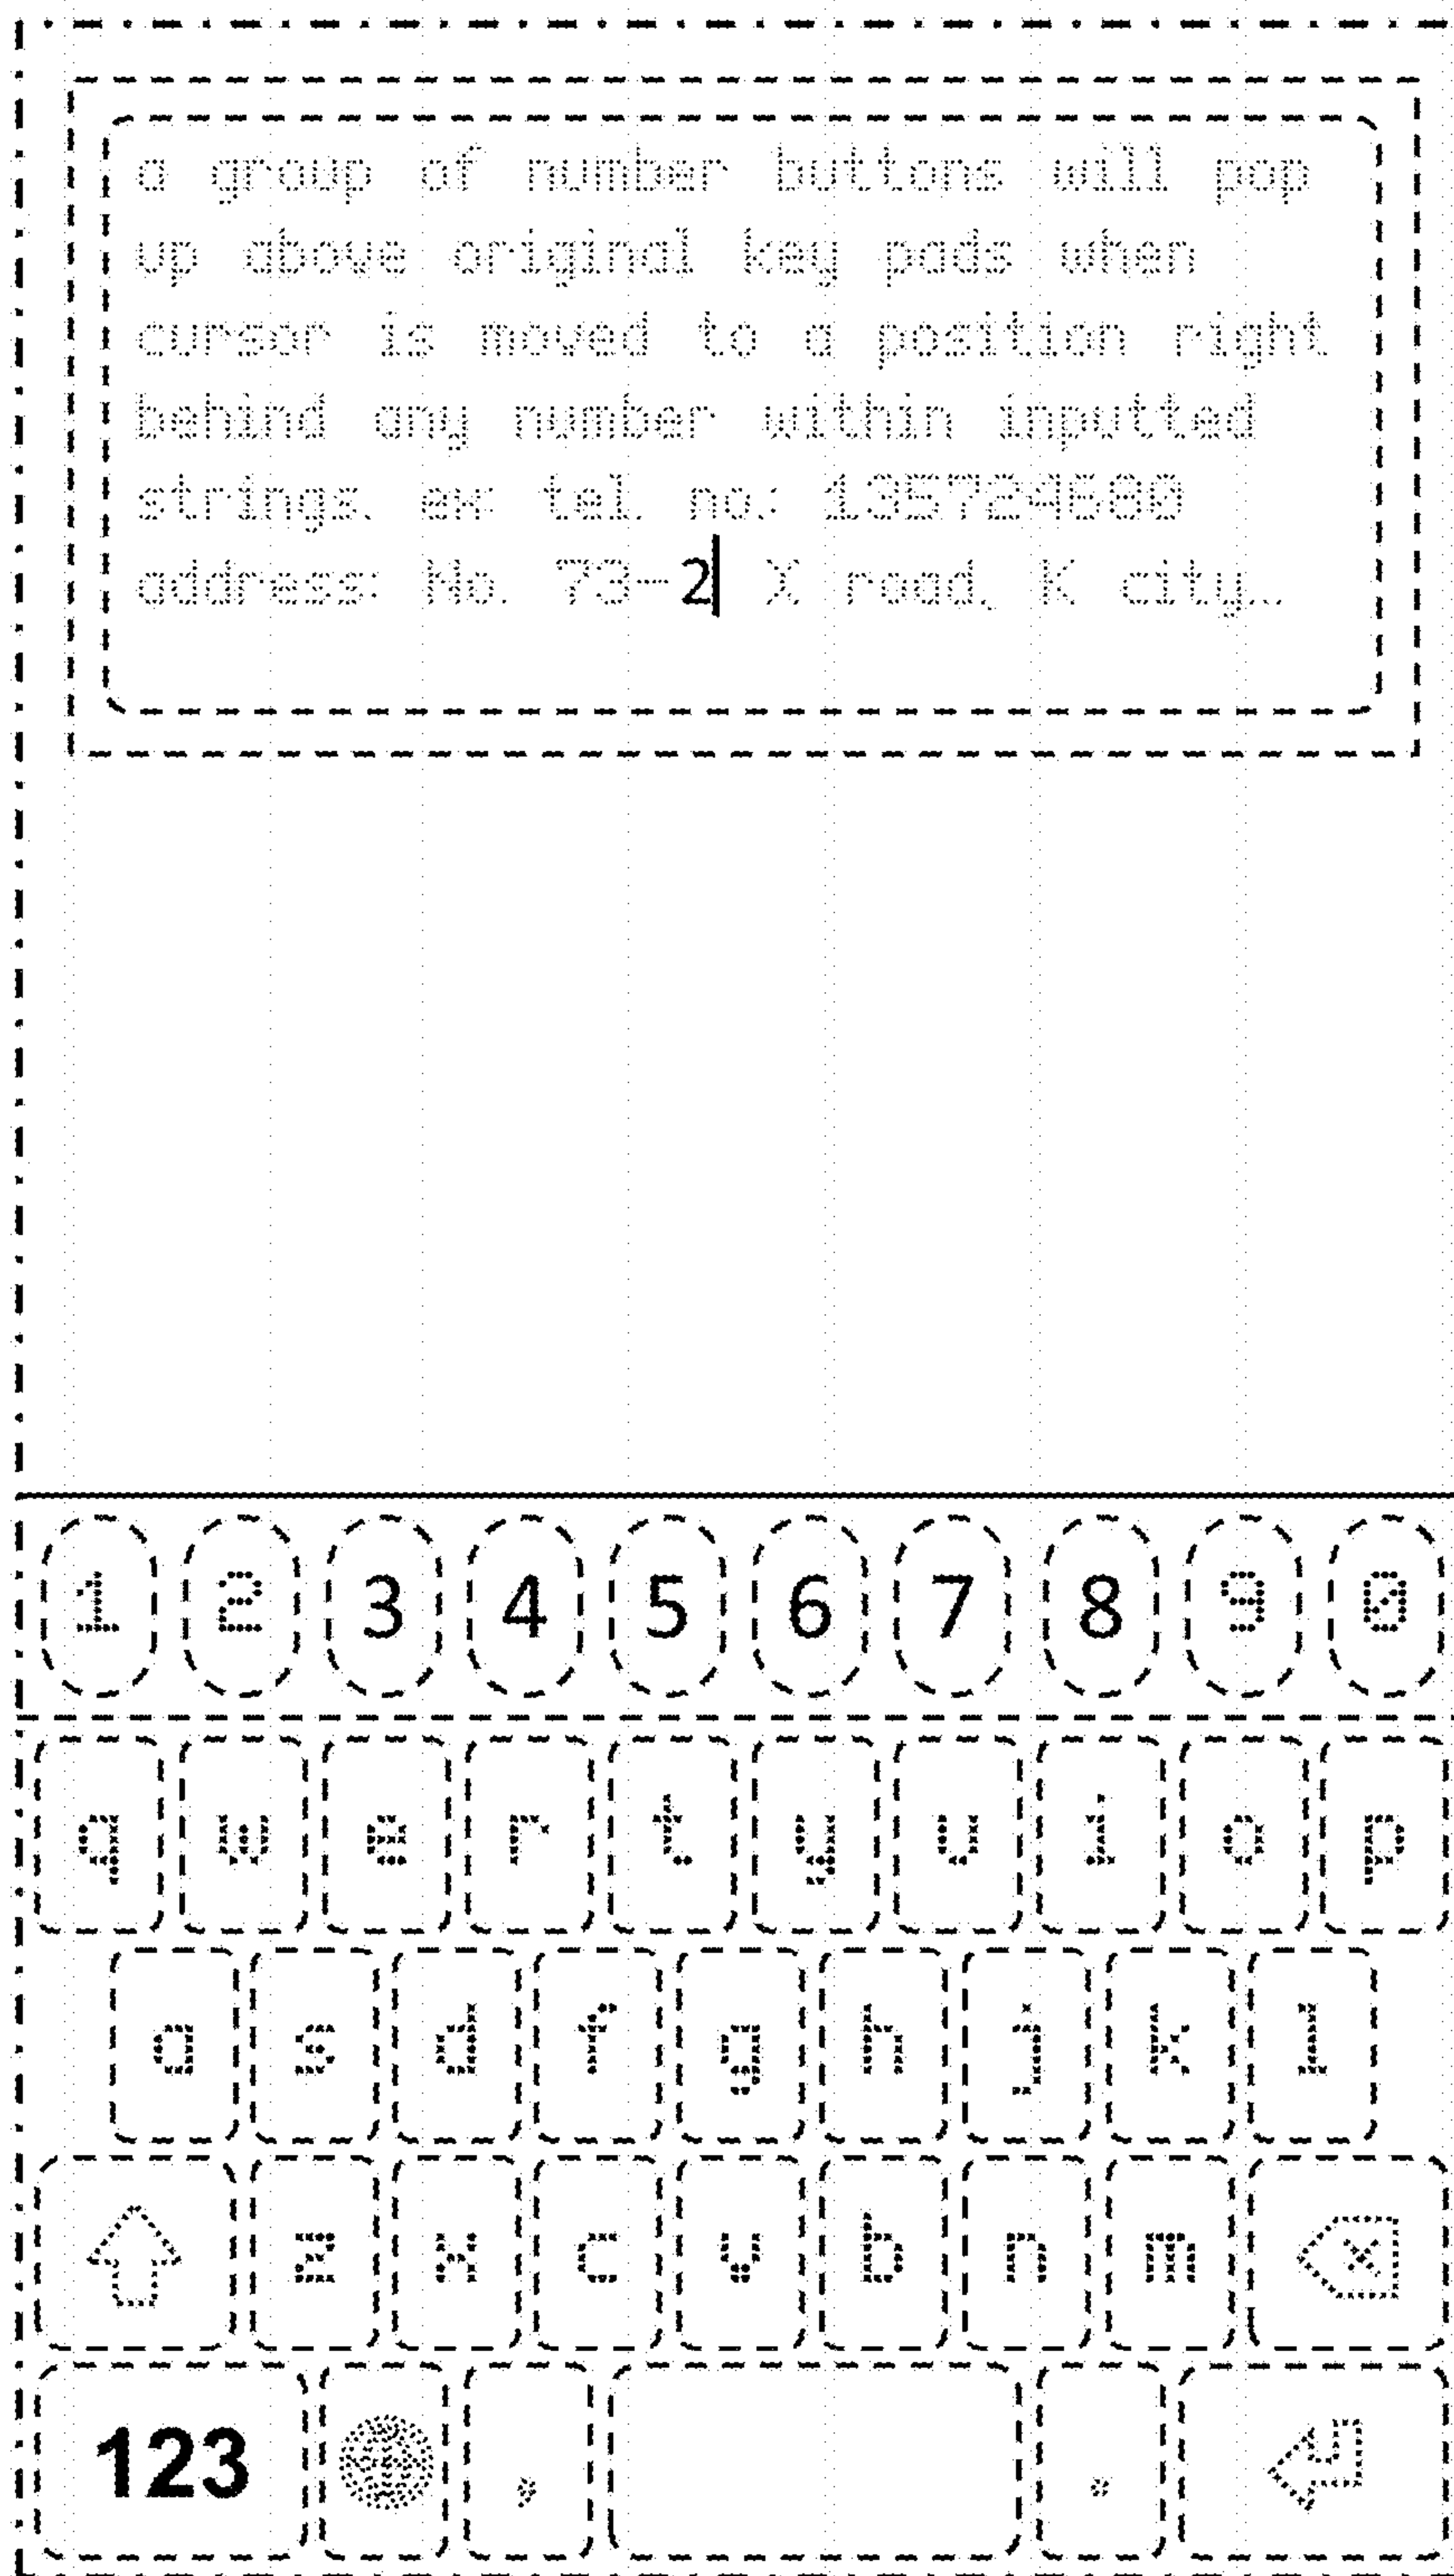 a group of number buttons will pop
up above original key pads when
cursor is moved to a position right
behind any number within inputted
strings. ex: tel. no.: 135724680
address: No. 73-2 X road, K city...
1 2 3 4 5 6 7 8 9 0
q w e r t y u i o p
a s d f g h j k l
z x c v b n m
123 , .